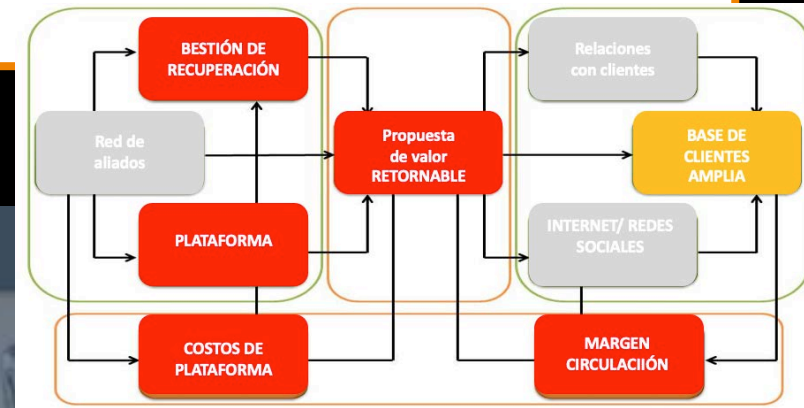 BESTIÓN DE
RECUPERACIÓN
Relaciones
con clientes
Red de
aliados
Propuesta
de valor
RETORNABLE
BASE DE
CLIENTES
AMPLIA
PLATAFORMA
INTERNET/ REDES
SOCIALES
COSTOS DE
PLATAFORMA
MARGEN
CIRCULACIIÓN